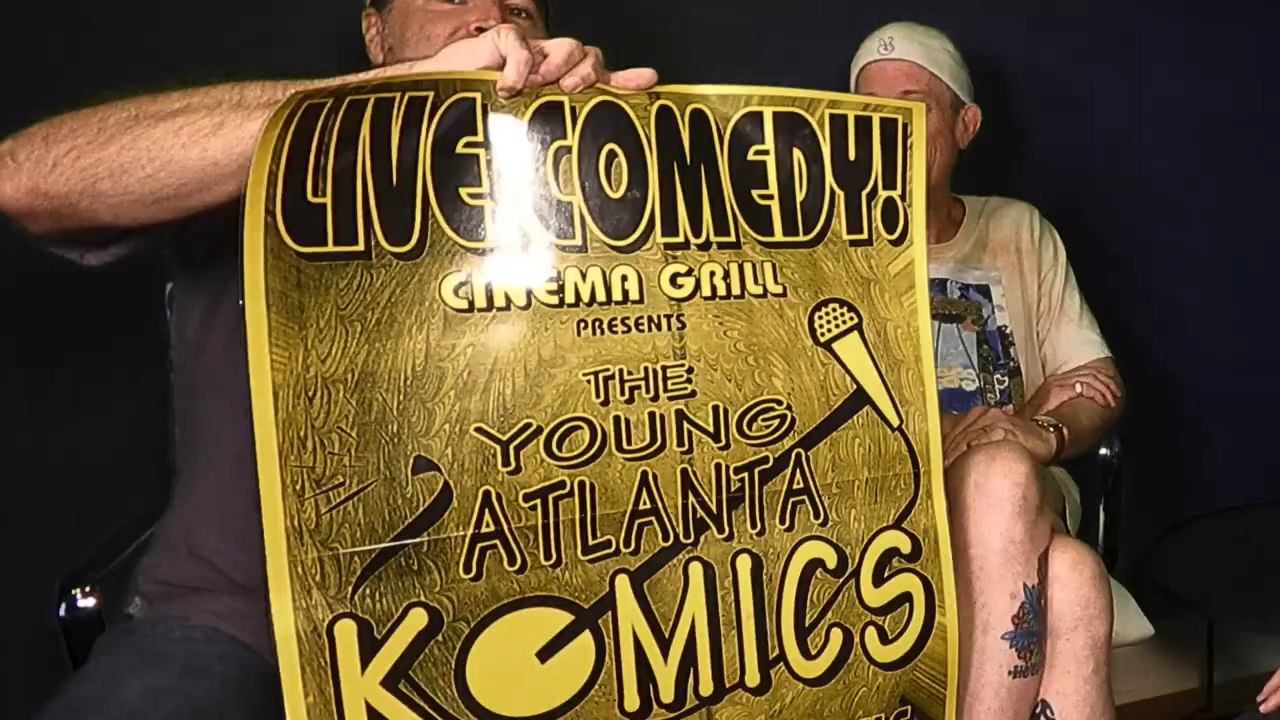 LIVE COMEDY!
CINEMA GRILL
PRESENTS
THE
YOUNG
ATLANTA
KOMICS